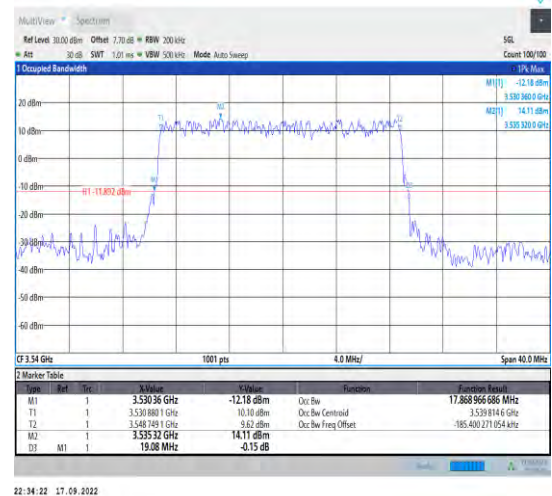 MultiView Spectrum
Ref Level 30.00 dBm Offset 7.70 dB RBW 200 kHz SGL
Att 30 dB SWT 1.01 ms VBW 500 kHz Mode Auto Sweep Count 100/100
1 Occupied Bandwidth 1Pk Max
M1[1] -12.18 dBm
3.530 360 0 GHz
M2[1] 14.11 dBm
3.535 320 0 GHz
20 dBm
M2
T1
T2
10 dBm
0 dBm
-10 dBm
M1
H1 -11.892 dBm
-20 dBm
-30 dBm
-40 dBm
-50 dBm
-60 dBm
CF 3.54 GHz 1001 pts 4.0 MHz/ Span 40.0 MHz
2 Marker Table
Type Ref Trc X-Value Y-Value Function Function Result
M1 1 3.530 36 GHz -12.18 dBm Occ Bw 17.868 966 686 MHz
T1 1 3.530 880 1 GHz 10.10 dBm Occ Bw Centroid 3.539 814 6 GHz
T2 1 3.548 749 1 GHz 9.62 dBm Occ Bw Freq Offset -185.400 271 054 kHz
M2 1 3.535 32 GHz 14.11 dBm
D3 M1 1 19.08 MHz -0.15 dB
22:34:22 17.09.2022